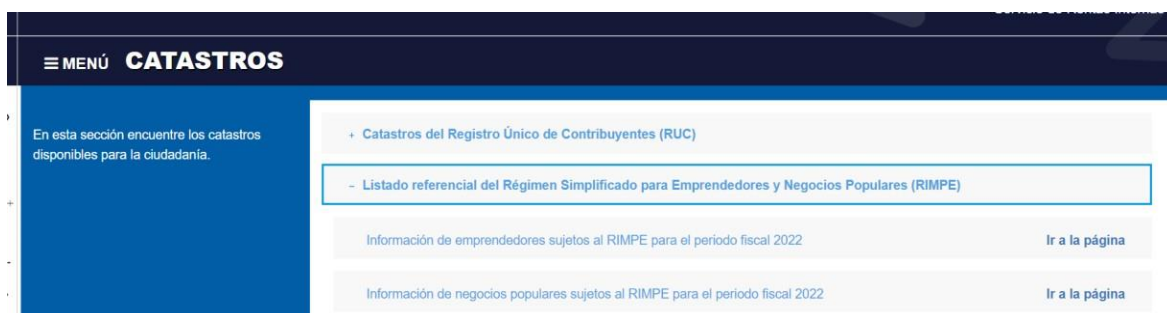 ≡ MENÚ CATASTROS
En esta sección encuentre los catastros
disponibles para la ciudadanía.
+ Catastros del Registro Único de Contribuyentes (RUC)
- Listado referencial del Régimen Simplificado para Emprendedores y Negocios Populares (RIMPE)
Información de emprendedores sujetos al RIMPE para el periodo fiscal 2022 Ir a la página
Información de negocios populares sujetos al RIMPE para el periodo fiscal 2022 Ir a la página